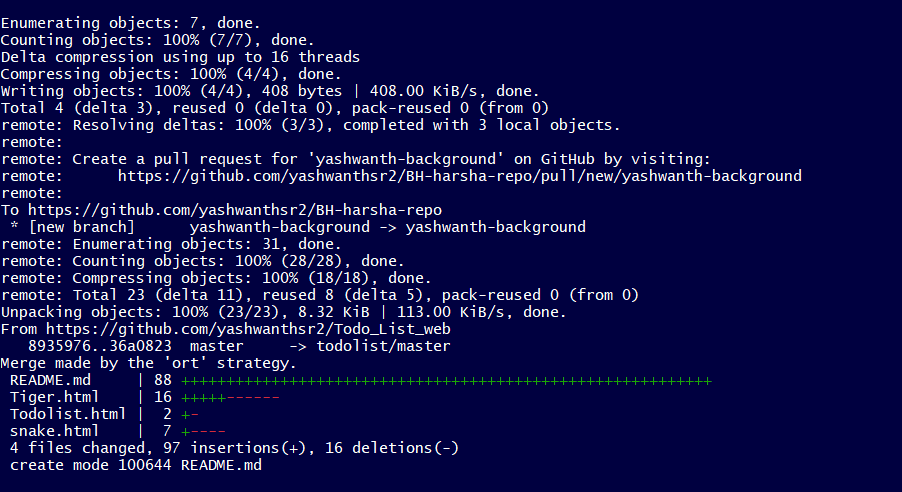 Enumerating objects: 7, done.
Counting objects: 100% (7/7), done.
Delta compression using up to 16 threads
Compressing objects: 100% (4/4), done.
Writing objects: 100% (4/4), 408 bytes | 408.00 KiB/s, done.
Total 4 (delta 3), reused 0 (delta 0), pack-reused 0 (from 0)
remote: Resolving deltas: 100% (3/3), completed with 3 local objects.
remote:
remote: Create a pull request for 'yashwanth-background' on GitHub by visiting:
remote:      https://github.com/yashwanthsr2/BH-harsha-repo/pull/new/yashwanth-background
remote:
To https://github.com/yashwanthsr2/BH-harsha-repo
 * [new branch]      yashwanth-background -> yashwanth-background
remote: Enumerating objects: 31, done.
remote: Counting objects: 100% (28/28), done.
remote: Compressing objects: 100% (18/18), done.
remote: Total 23 (delta 11), reused 8 (delta 5), pack-reused 0 (from 0)
Unpacking objects: 100% (23/23), 8.32 KiB | 113.00 KiB/s, done.
From https://github.com/yashwanthsr2/Todo_List_web
   8935976..36a0823  master     -> todolist/master
Merge made by the 'ort' strategy.
 README.md     | 88 +++++++++++++++++++++++++++++++++++++++++++++++++++++++++++
 Tiger.html    | 16 +++++------
 Todolist.html |  2 +-
 snake.html    |  7 +----
 4 files changed, 97 insertions(+), 16 deletions(-)
 create mode 100644 README.md